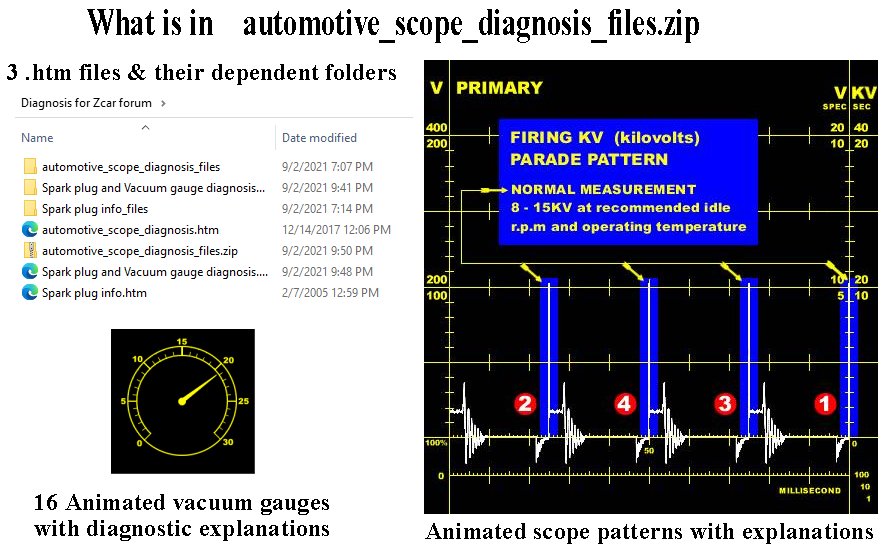 What is in automotive_scope_diagnosis_files.zip
3 .htm files & their dependent folders
Diagnosis for Zcar forum >
Name
Date modified
automotive_scope_diagnosis_files 9/2/2021 7:07 PM
Spark plug and Vacuum gauge diagnosis... 9/2/2021 9:41 PM
Spark plug info_files 9/2/2021 7:14 PM
automotive_scope_diagnosis.htm 12/14/2017 12:06 PM
automotive_scope_diagnosis_files.zip 9/2/2021 9:50 PM
Spark plug and Vacuum gauge diagnosis.... 9/2/2021 9:48 PM
Spark plug info.htm 2/7/2005 12:59 PM
0
5
10
15
20
25
30
16 Animated vacuum gauges
with diagnostic explanations
V PRIMARY
V KV
SPEC SEC
400
200
20 40
10 20
FIRING KV (kilovolts)
PARADE PATTERN
NORMAL MEASUREMENT
8 - 15KV at recommended idle
r.p.m and operating temperature
200
100
10 20
5 10
2
4
3
1
100%
50
0
0
100
10
1
MILLISECOND
Animated scope patterns with explanations